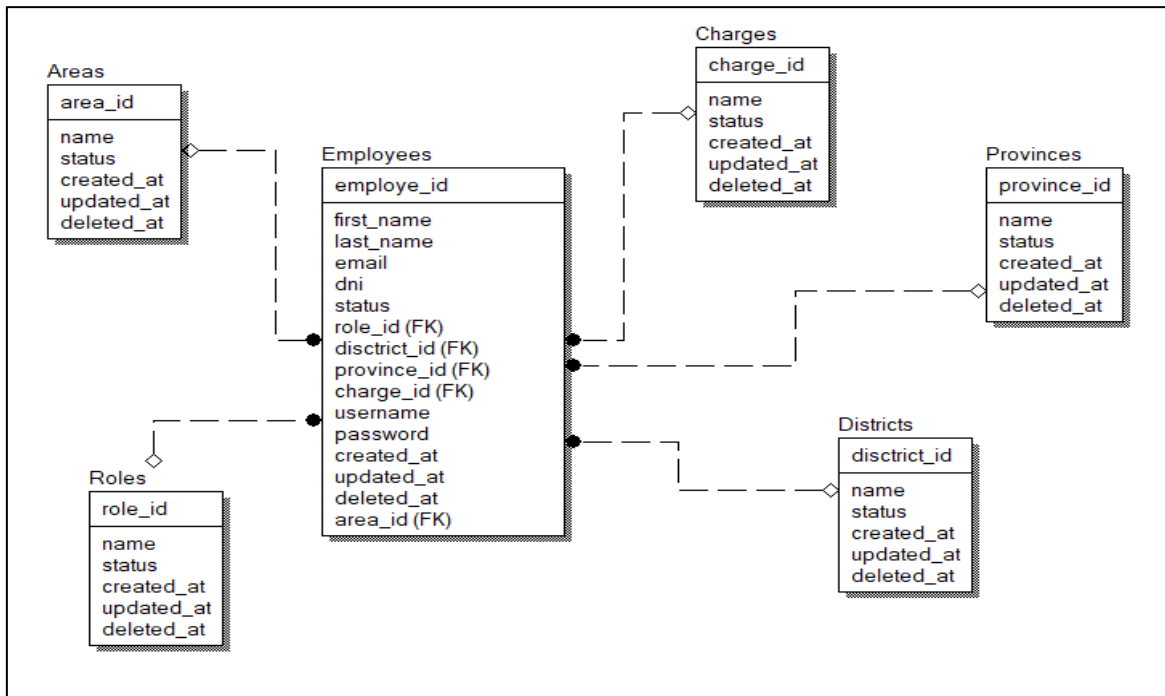 Areas
area_id
name
status
created_at
updated_at
deleted_at
Employees
employe_id
first_name
last_name
email
dni
status
role_id (FK)
disctrict_id (FK)
province_id (FK)
charge_id (FK)
username
password
created_at
updated_at
deleted_at
area_id (FK)
Charges
charge_id
name
status
created_at
updated_at
deleted_at
Provinces
province_id
name
status
created_at
updated_at
deleted_at
Roles
role_id
name
status
created_at
updated_at
deleted_at
Districts
disctrict_id
name
status
created_at
updated_at
deleted_at